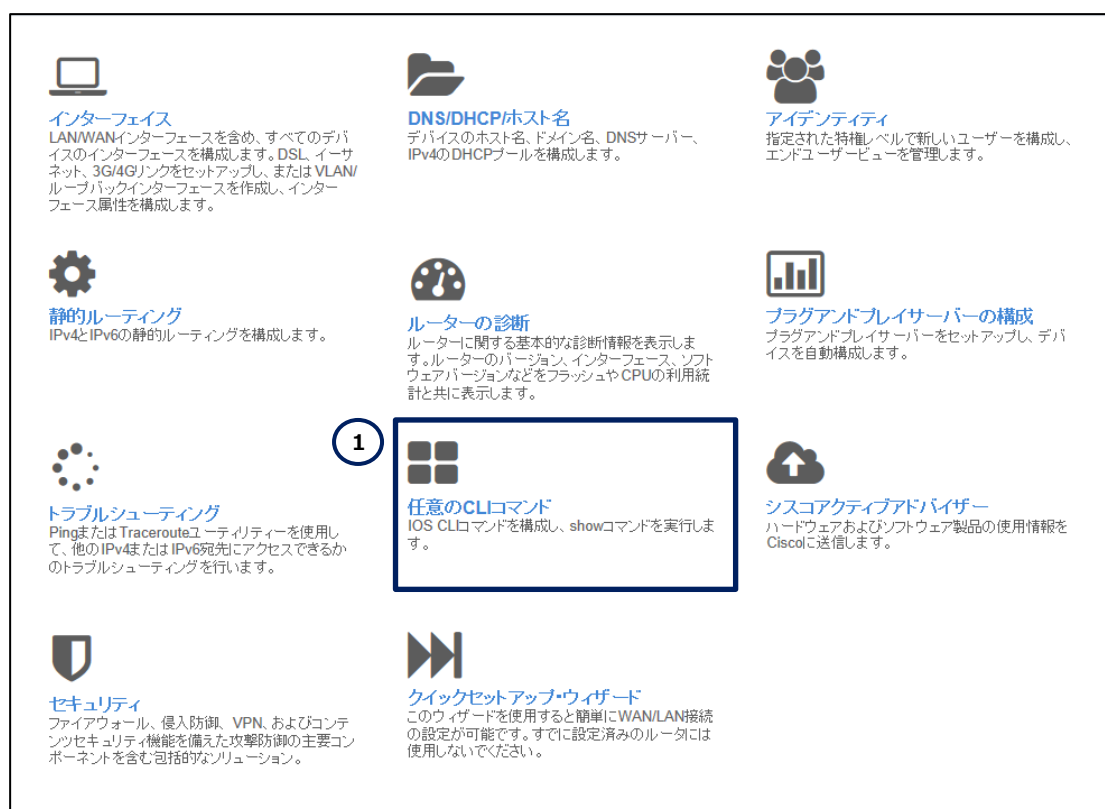 インターフェイス
LAN/WANインターフェースを含め、すべてのデバ
イスのインターフェースを構成します。DSL、イーサ
ネット、3G/4Gリンクをセットアップし、またはVLAN/
ループバックインターフェースを作成し、インター
フェース属性を構成します。
DNS/DHCP/ホスト名
デバイスのホスト名、ドメイン名、DNSサーバー、
IPv4のDHCPプールを構成します。
アイデンティティ
指定された特権レベルで新しいユーザーを構成し、
エンドユーザービューを管理します。
静的ルーティング
IPv4とIPv6の静的ルーティングを構成します。
ルーターの診断
ルーターに関する基本的な診断情報を表示しま
す。ルーターのバージョン、インターフェース、ソフト
ウェアバージョンなどをフラッシュやCPUの利用統
計と共に表示します。
プラグアンドプレイサーバーの構成
プラグアンドプレイサーバーをセットアップし、デバ
イスを自動構成します。
トラブルシューティング
PingまたはTracerouteユーティリティーを使用し
て、他のIPv4またはIPv6宛先にアクセスできるか
のトラブルシューティングを行います。
1
任意のCLIコマンド
IOS CLIコマンドを構成し、showコマンドを実行しま
す。
シスコアクティブアドバイザー
ハードウェアおよびソフトウェア製品の使用情報を
Ciscoに送信します。
セキュリティ
ファイアウォール、侵入防御、VPN、およびコンテ
ンツセキュリティ機能を備えた攻撃防御の主要コン
ポーネントを含む包括的なソリューション。
クイックセットアップ・ウィザード
このウィザードを使用すると簡単にWAN/LAN接続
の設定が可能です。すでに設定済みのルータには
使用しないでください。